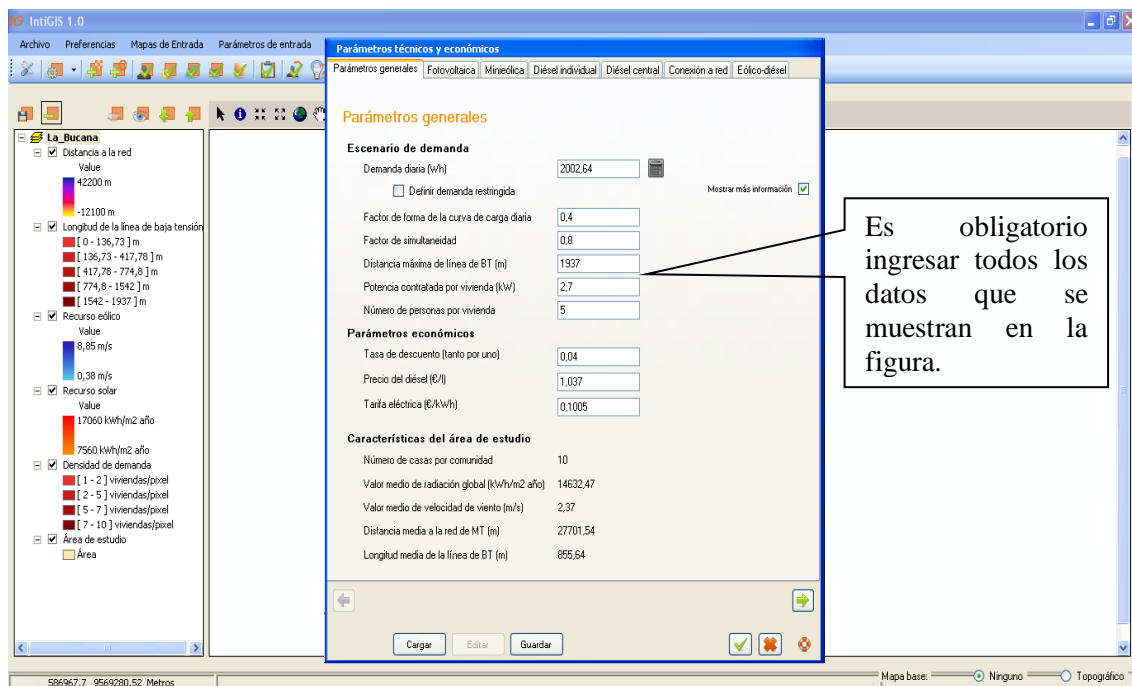 IntiGIS 1.0
Archivo Preferencias Mapas de Entrada Parámetros de entrada
Parámetros técnicos y económicos
Parámetros generales Fotovoltaica Minieólica Diésel individual Diésel central Conexión a red Eólico-diésel
La_Bucana
Distancia a la red
Value
42200 m
-12100 m
Longitud de la línea de baja tensión
[ 0 - 136,73 ] m
[ 136,73 - 417,78 ] m
[ 417,78 - 774,8 ] m
[ 774,8 - 1542 ] m
[ 1542 - 1937 ] m
Recurso eólico
Value
8,85 m/s
0,38 m/s
Recurso solar
Value
17060 kWh/m2 año
7560 kWh/m2 año
Densidad de demanda
[ 1 - 2 ] viviendas/pixel
[ 2 - 5 ] viviendas/pixel
[ 5 - 7 ] viviendas/pixel
[ 7 - 10 ] viviendas/pixel
Área de estudio
Área
Parámetros generales
Escenario de demanda
Demanda diaria (Wh) 2002,64
Definir demanda restringida
Mostrar más información
Factor de forma de la curva de carga diaria 0,4
Factor de simultaneidad 0,8
Distancia máxima de línea de BT (m) 1937
Potencia contratada por vivienda (kW) 2,7
Número de personas por vivienda 5
Parámetros económicos
Tasa de descuento (tanto por uno) 0,04
Precio del diésel (€/l) 1,037
Tarifa eléctrica (€/kWh) 0,1005
Características del área de estudio
Número de casas por comunidad 10
Valor medio de radiación global (kWh/m2 año) 14632,47
Valor medio de velocidad de viento (m/s) 2,37
Distancia media a la red de MT (m) 27701,54
Longitud media de la línea de BT (m) 855,64
Cargar Editar Guardar
Es obligatorio
ingresar todos los
datos que se
muestran en la
figura.
586967,7 9569280,52 Metros
Mapa base: Ninguno Topográfico